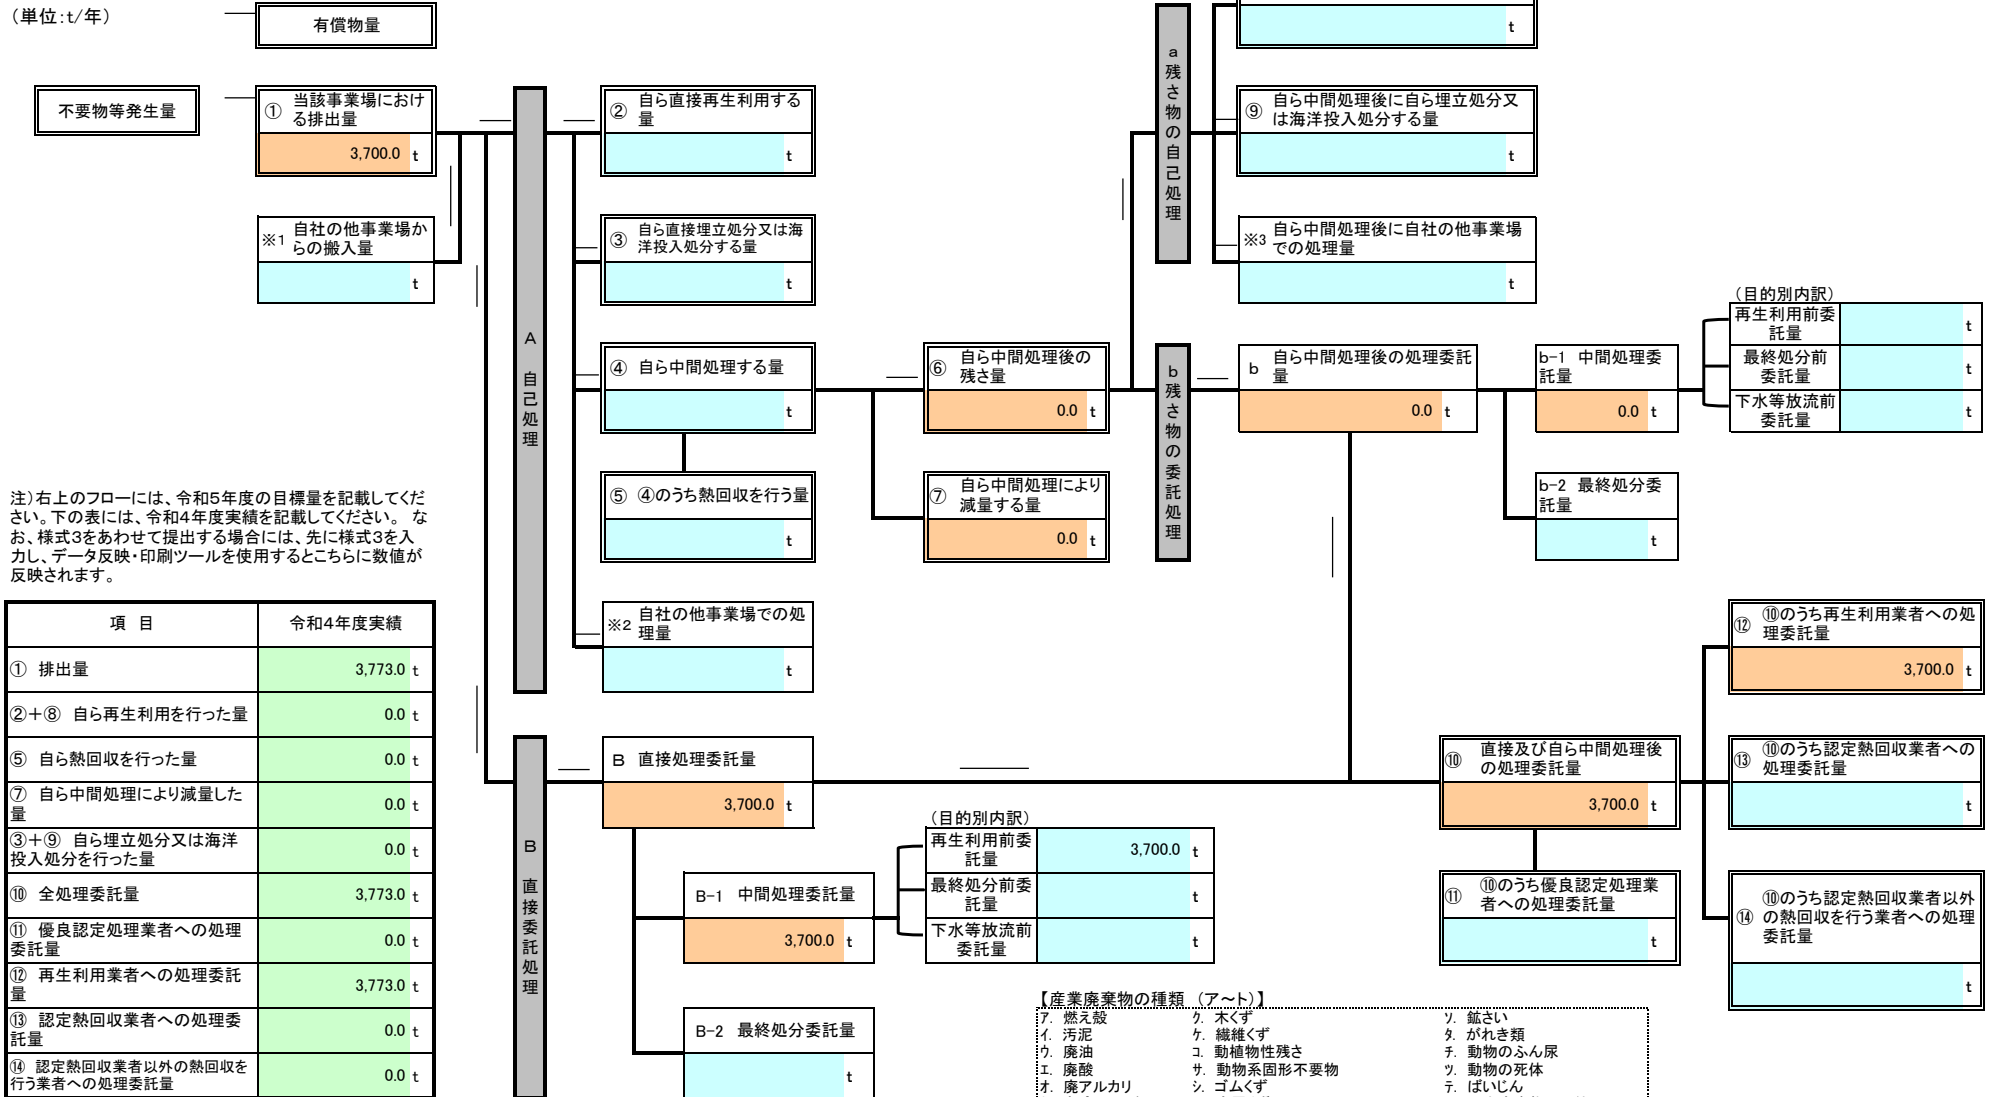 （単位:t/年）
有償物量
t
不要物等発生量
① 当該事業場におけ
る排出量
3,700.0 t
※1 自社の他事業場か
らの搬入量
t
A 自己処理
② 自ら直接再生利用する
量
t
③ 自ら直接埋立処分又は海
洋投入処分する量
t
④ 自ら中間処理する量
t
⑤ ④のうち熱回収を行う量
t
※2 自社の他事業場での処
理量
t
⑥ 自ら中間処理後の
残さ量
0.0 t
⑦ 自ら中間処理により
減量する量
0.0 t
a 残さ物の自己処理
⑨ 自ら中間処理後に自ら埋立処分又
は海洋投入処分する量
t
※3 自ら中間処理後に自社の他事業場
での処理量
t
b 残さ物の委託処理
b 自ら中間処理後の処理委託
量
0.0 t
b-1 中間処理委
託量
0.0 t
（目的別内訳）
再生利用前委
託量
t
最終処分前
委託量
t
下水等放流前
委託量
t
b-2 最終処分委
託量
t
注）右上のフローには、令和5年度の目標量を記載してくだ
さい。下の表には、令和4年度実績を記載してください。 な
お、様式3をあわせて提出する場合には、先に様式3を入
力し、データ反映・印刷ツールを使用するとこちらに数値が
反映されます。
項 目 令和4年度実績
① 排出量 3,773.0 t
②＋⑧ 自ら再生利用を行った量 0.0 t
⑤ 自ら熱回収を行った量 0.0 t
⑦ 自ら中間処理により減量した
量 0.0 t
③＋⑨ 自ら埋立処分又は海洋
投入処分を行った量 0.0 t
⑩ 全処理委託量 3,773.0 t
⑪ 優良認定処理業者への処理
委託量 0.0 t
⑫ 再生利用業者への処理委託
量 3,773.0 t
⑬ 認定熱回収業者への処理委
託量 0.0 t
⑭ 認定熱回収業者以外の熱回収を
行う業者への処理委託量 0.0 t
B 直接委託処理
B 直接処理委託量
3,700.0 t
B-1 中間処理委託量
3,700.0 t
（目的別内訳）
再生利用前委
託量
3,700.0 t
最終処分前委
託量
t
下水等放流前
委託量
t
B-2 最終処分委託量
t
⑩ 直接及び自ら中間処理後
の処理委託量
3,700.0 t
⑪ ⑩のうち優良認定処理業
者への処理委託量
t
⑫ ⑩のうち再生利用業者への処
理委託量
3,700.0 t
⑬ ⑩のうち認定熱回収業者への
処理委託量
t
⑭ ⑩のうち認定熱回収業者以外
の熱回収を行う業者への処理
委託量
t
【産業廃棄物の種類 （ア～ト）】
ア. 燃え殻 ク. 木くず ソ. 鉱さい
イ. 汚泥 ケ. 繊維くず タ. がれき類
ウ. 廃油 コ. 動植物性残さ チ. 動物のふん尿
エ. 廃酸 サ. 動物系固形不要物 ツ. 動物の死体
オ. 廃アルカリ シ. ゴムくず テ. ばいじん